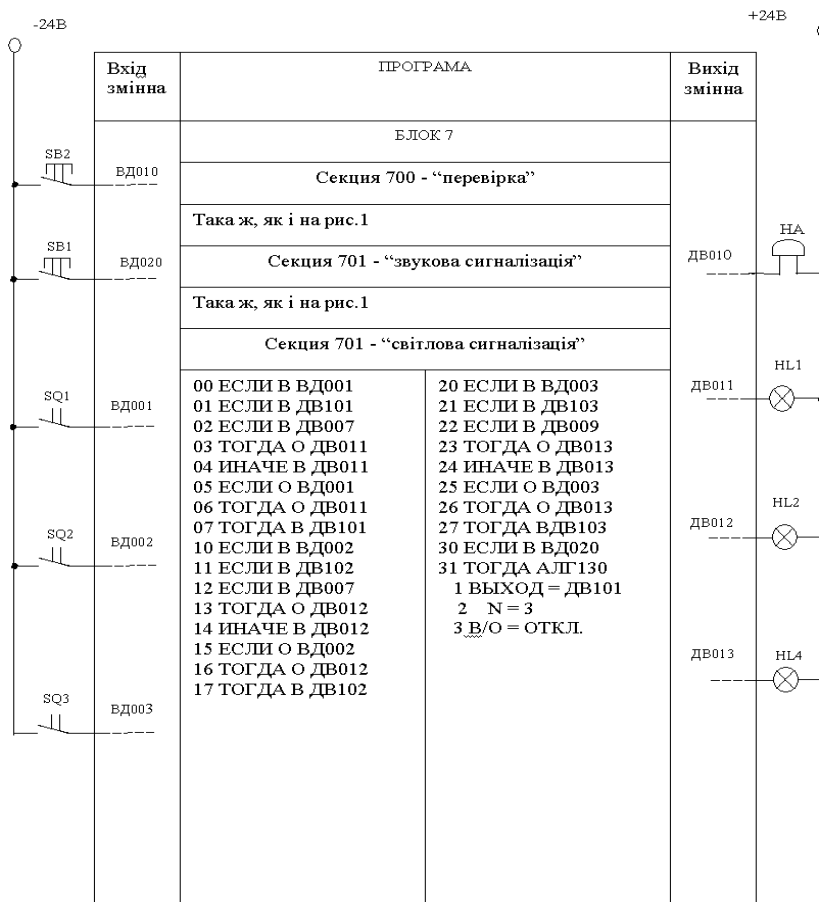 -24В
+24В
Вхід
змінна
ПРОГРАМА
Вихід
змінна
БЛОК 7
SB2
ВД010
Секция 700 - “перевірка”
Така ж, як і на рис.1
SB1
ВД020
Секция 701 - “звукова сигналізація”
ДВ010
НА
Така ж, як і на рис.1
Секция 701 - “світлова сигналізація”
SQ1
ВД001
ДВ011
HL1
SQ2
ВД002
ДВ012
HL2
SQ3
ВД003
ДВ013
HL4
00 ЕСЛИ В ВД001
01 ЕСЛИ В ДВ101
02 ЕСЛИ В ДВ007
03 ТОГДА О ДВ011
04 ИНАЧЕ В ДВ011
05 ЕСЛИ О ВД001
06 ТОГДА О ДВ011
07 ТОГДА В ДВ101
10 ЕСЛИ В ВД002
11 ЕСЛИ В ДВ102
12 ЕСЛИ В ДВ007
13 ТОГДА О ДВ012
14 ИНАЧЕ В ДВ012
15 ЕСЛИ О ВД002
16 ТОГДА О ДВ012
17 ТОГДА В ДВ102
20 ЕСЛИ В ВД003
21 ЕСЛИ В ДВ103
22 ЕСЛИ В ДВ009
23 ТОГДА О ДВ013
24 ИНАЧЕ В ДВ013
25 ЕСЛИ О ВД003
26 ТОГДА О ДВ013
27 ТОГДА ВДВ103
30 ЕСЛИ В ВД020
31 ТОГДА АЛГ130
1 ВЫХОД = ДВ101
2 N = 3
3 В/О = ОТКЛ.